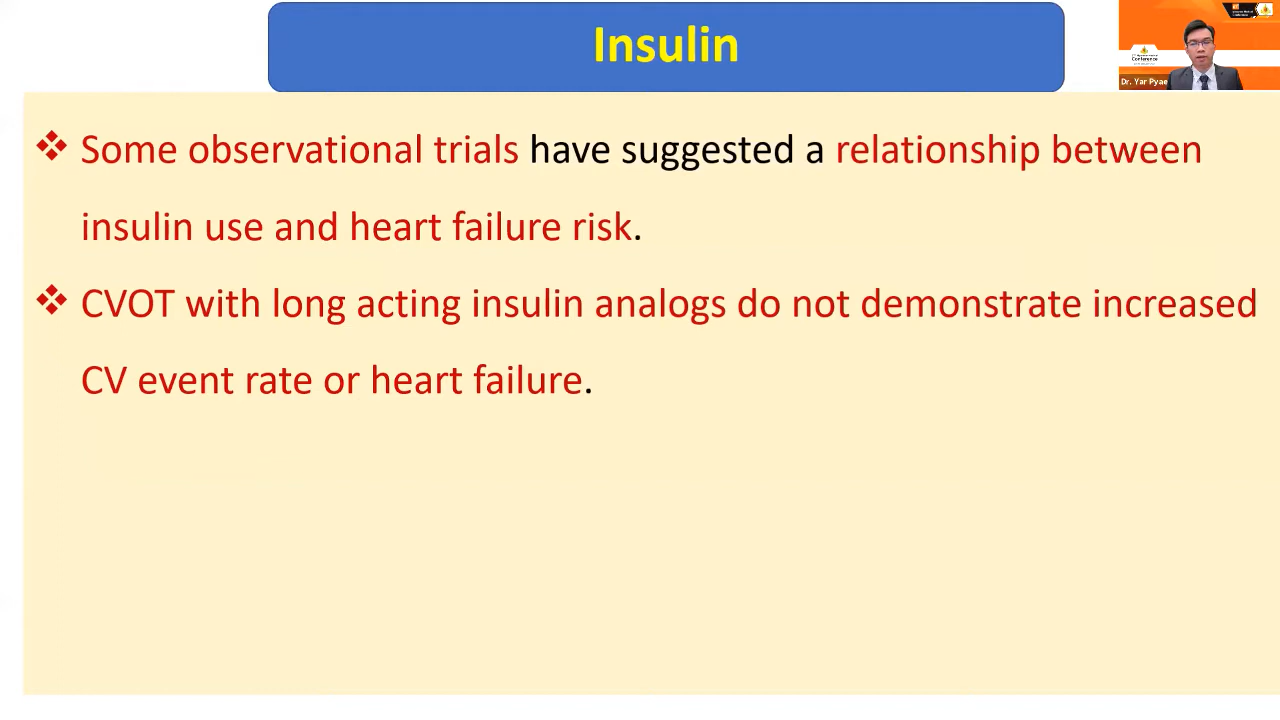 Insulin
Conference
Dr. Yar Pyae
❖ Some observational trials have suggested a relationship between
insulin use and heart failure risk.
❖ CVOT with long acting insulin analogs do not demonstrate increased
CV event rate or heart failure.